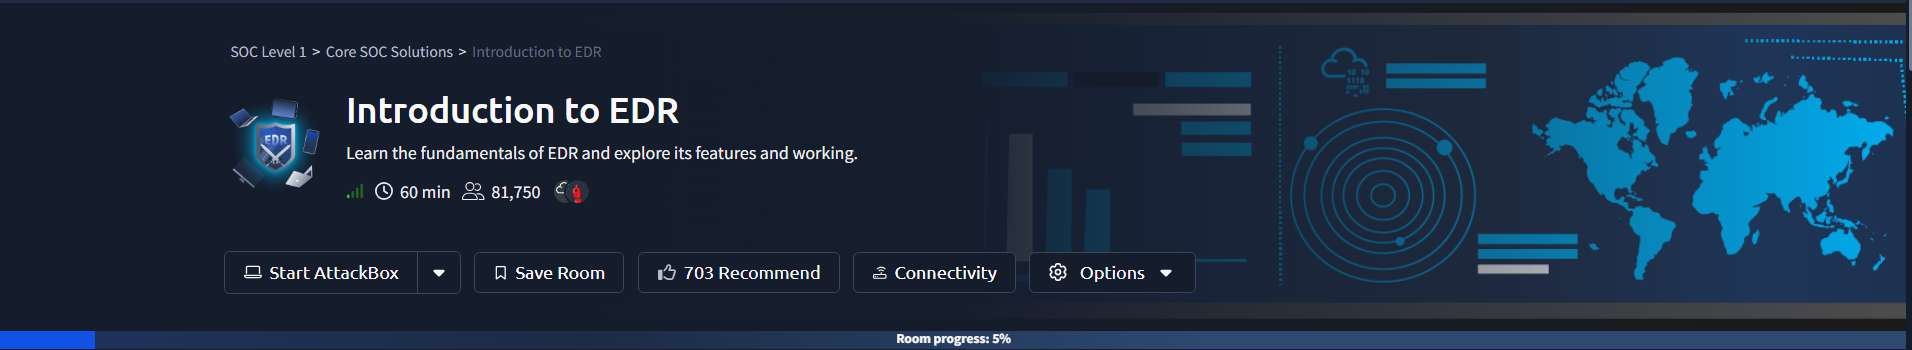 SOC Level 1 > Core SOC Solutions > Introduction to EDR
EDR
Introduction to EDR
Learn the fundamentals of EDR and explore its features and working.
60 min 81,750
Start AttackBox Save Room 703 Recommend Connectivity Options
Room progress: 5%